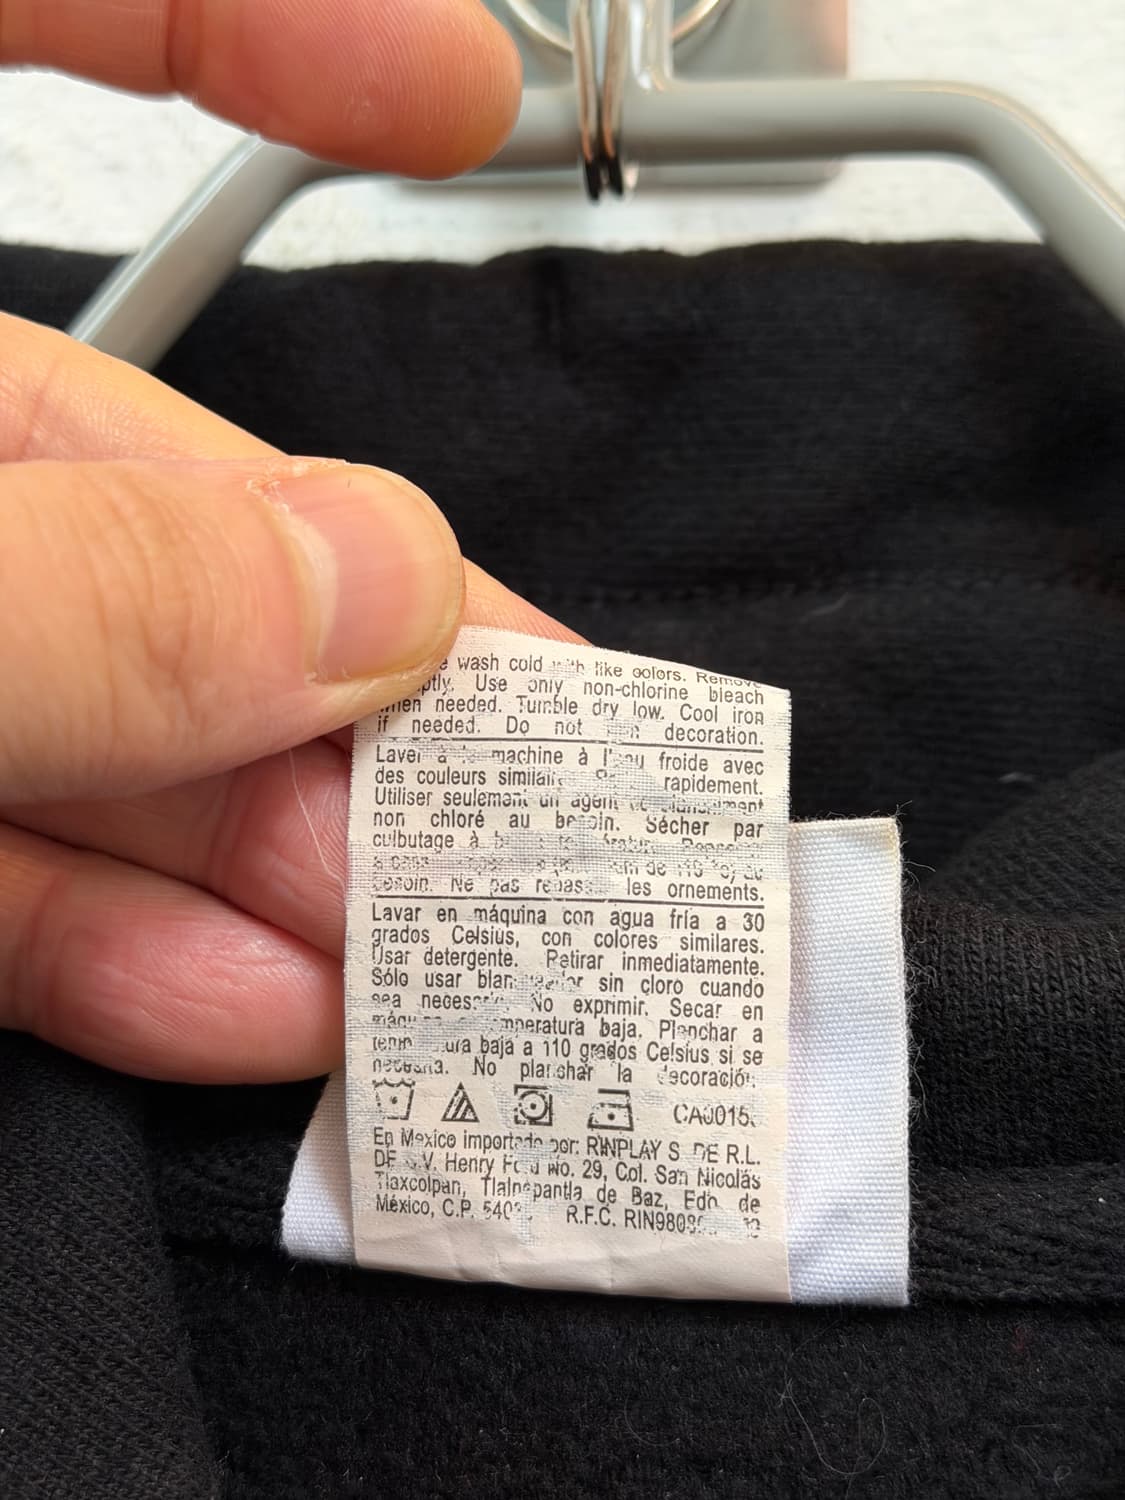 wash cold with like colors. Remove
Use only non-chlorine bleach
when needed. Tumble dry low. Cool iron
if needed. Do not decoration.
Laver à la machine à l'eau froide avec
des couleurs similaires rapidement.
Utiliser seulement un agent de blanchiment
non chloré au besoin. Sécher par
culbutage à
de 110
besoin. Ne pas repasser les ornements.
Lavar en máquina con agua fría a 30
grados Celsius, con colores similares.
Usar detergente. Retirar inmediatamente.
Sólo usar blanqueador sin cloro cuando
sea necesario. No exprimir. Secar en
temperatura baja. Planchar a
temperatura baja a 110 grados Celsius si se
necesita. No planchar la decoración.
En Mexico importado por: RINPLAY S. DE R.L.
DE C.V. Henry Ford No. 29, Col. San Nicolás
Tlaxcolpan, Tlalnepantla de Baz, Edo. de
México, C.P. R.F.C.